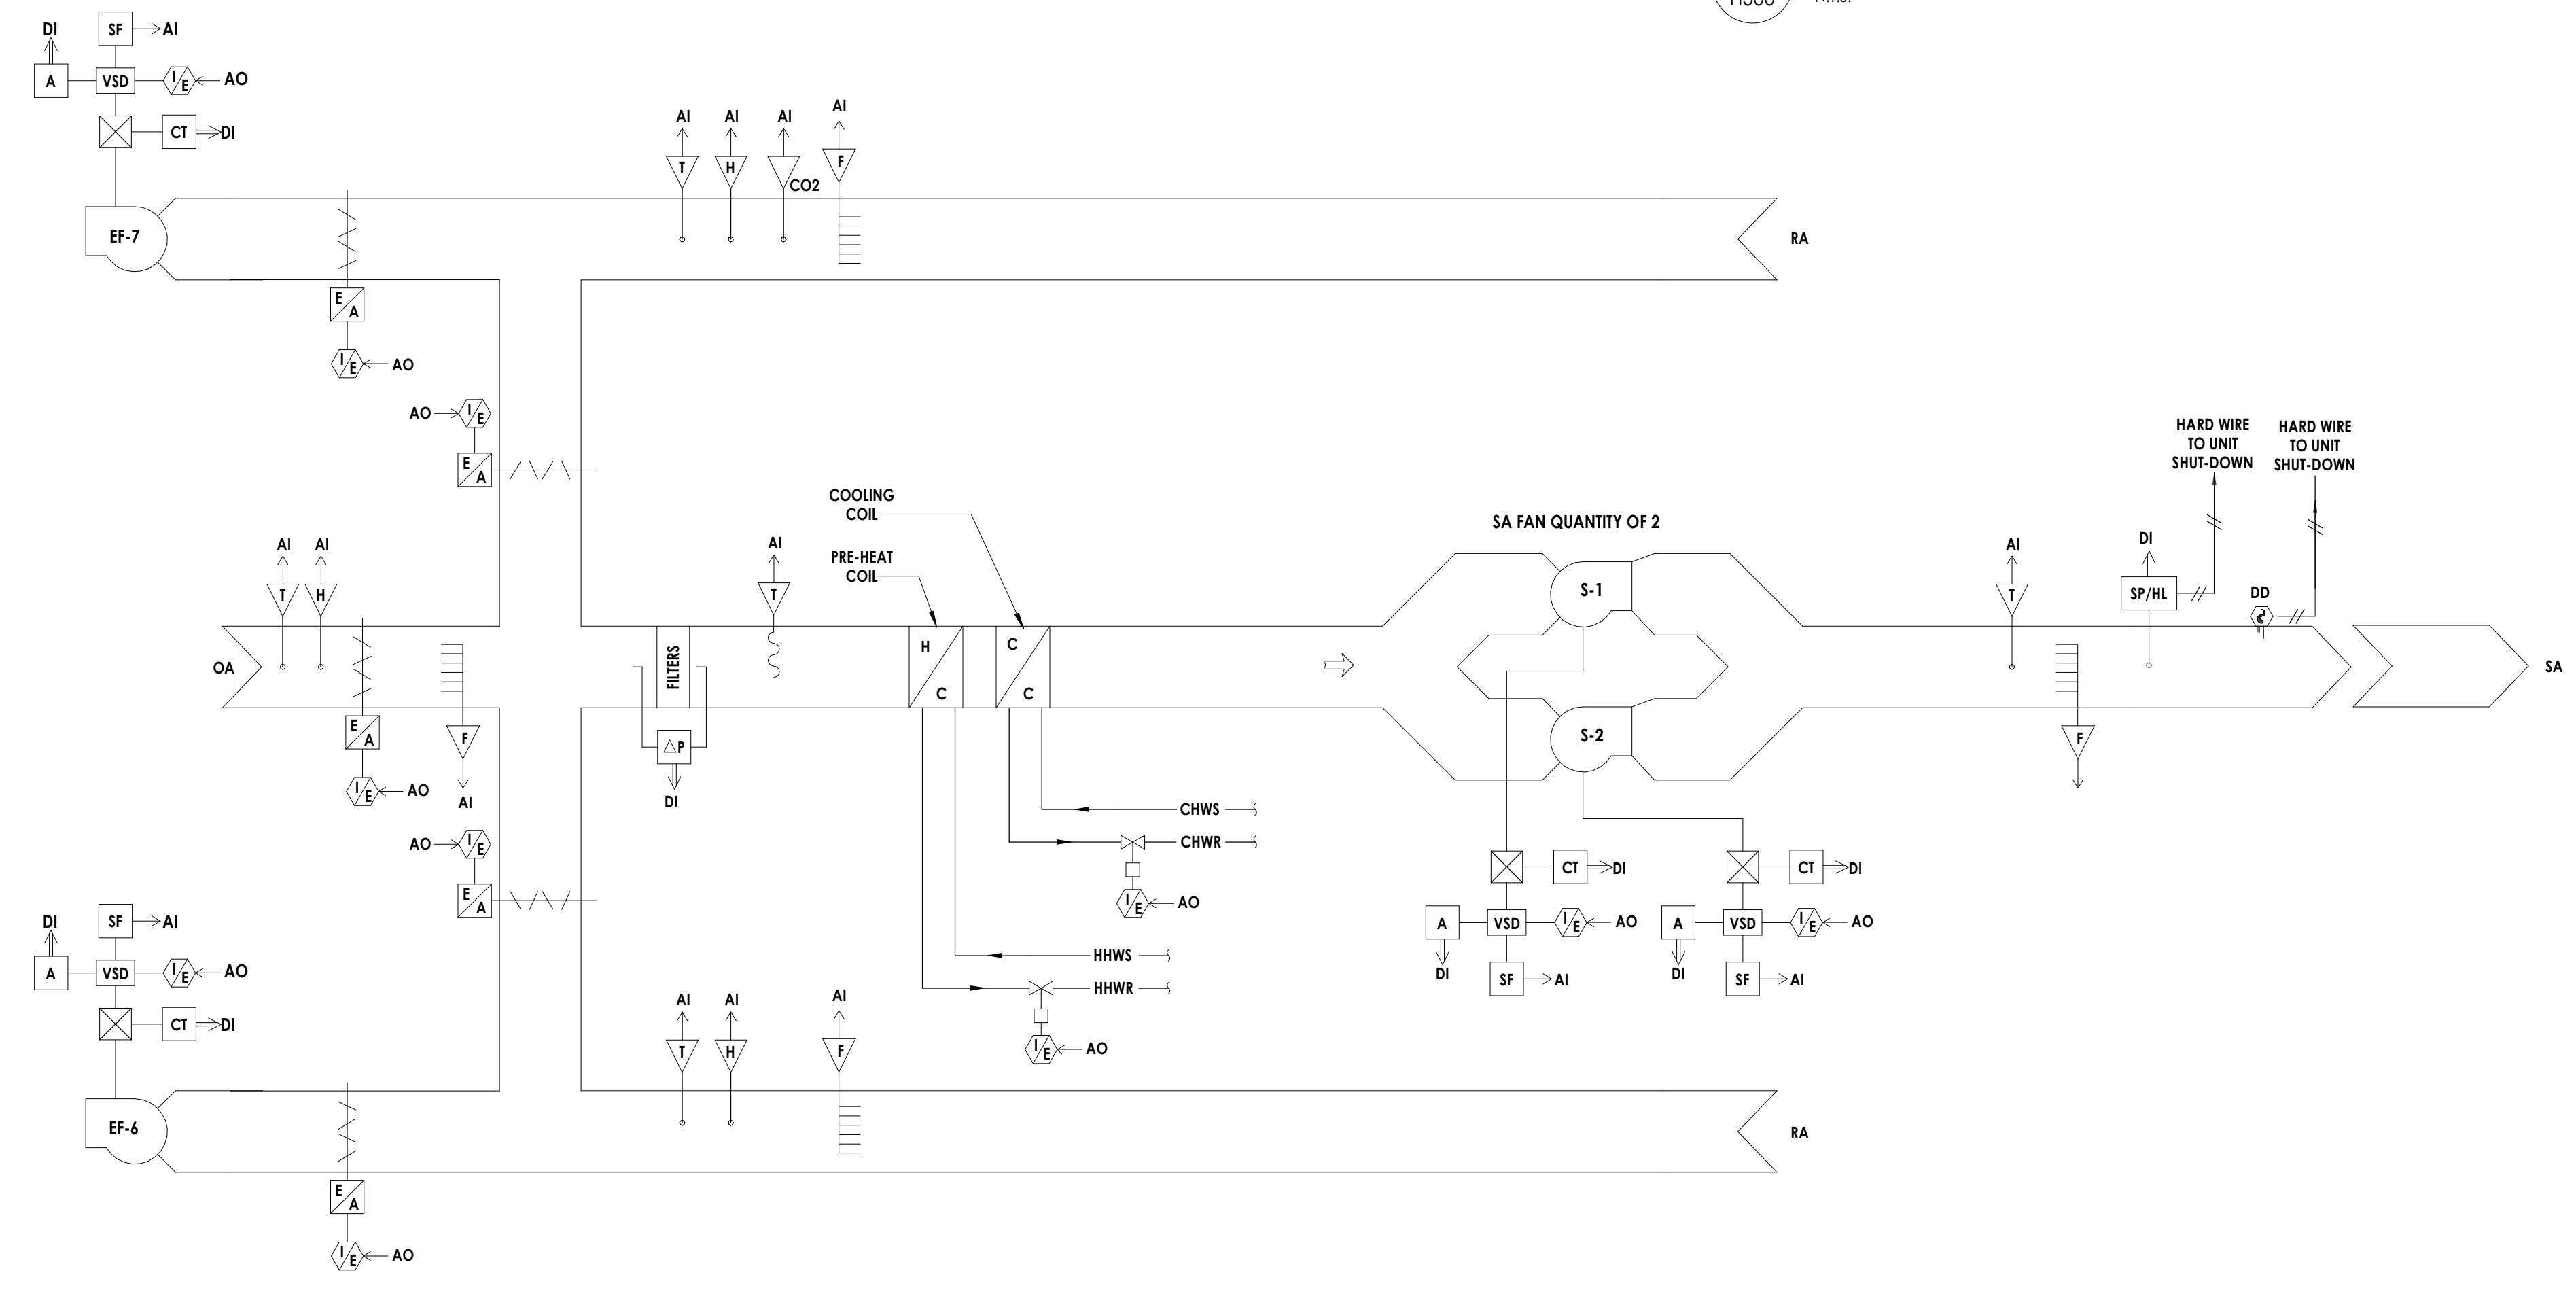 H500
N.T.S.
DI
SF
AI
A
VSD
I/E
AO
CT
DI
EF-7
AI
AI
AI
AI
T
H
CO2
F
RA
E/A
I/E
AO
AO
I/E
E/A
HARD WIRE
TO UNIT
SHUT-DOWN
HARD WIRE
TO UNIT
SHUT-DOWN
COOLING
COIL
PRE-HEAT
COIL
SA FAN QUANTITY OF 2
AI
AI
T
H
OA
E/A
I/E
AO
F
AI
FILTERS
△P
DI
AI
T
H
C
C
C
S-1
S-2
AI
T
DI
SP/HL
DD
F
SA
CHWS
CHWR
I/E
AO
HHWS
HHWR
I/E
AO
CT
DI
A
VSD
I/E
AO
DI
SF
AI
CT
DI
A
VSD
I/E
AO
DI
SF
AI
AO
I/E
E/A
DI
SF
AI
A
VSD
I/E
AO
CT
DI
EF-6
AI
AI
AI
T
H
F
RA
E/A
I/E
AO